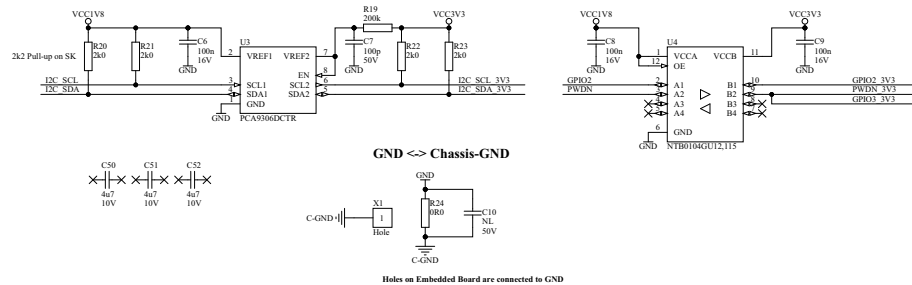 VCC1V8
R19
200k
VCC3V3
VCC1V8
VCC3V3
2k2 Pull-up on SK
R20
2k0
R21
2k0
C6
100n
16V
GND
U3
2
VREF1
VREF2
7
EN
8
3
SCL1
SCL2
6
4
SDA1
SDA2
5
1
GND
GND
PCA9306DCTR
C7
100p
50V
GND
R22
2k0
R23
2k0
I2C_SCL
I2C_SDA
I2C_SCL_3V3
I2C_SDA_3V3
C8
100n
16V
GND
U4
1
VCCA
VCCB
11
12
OE
2
A1
B1
10
A2
B2
9
A3
B3
A4
B4
6
GND
GND
NTB0104GU12,115
C9
100n
16V
GND
GPIO2
PWDN
GPIO2_3V3
PWDN_3V3
GPIO3_3V3
C50
4u7
10V
C51
4u7
10V
C52
4u7
10V
GND <-> Chassis-GND
GND
R24
0R0
C10
NL
50V
C-GND
X1
1
Hole
C-GND
Holes on Embedded Board are connected to GND